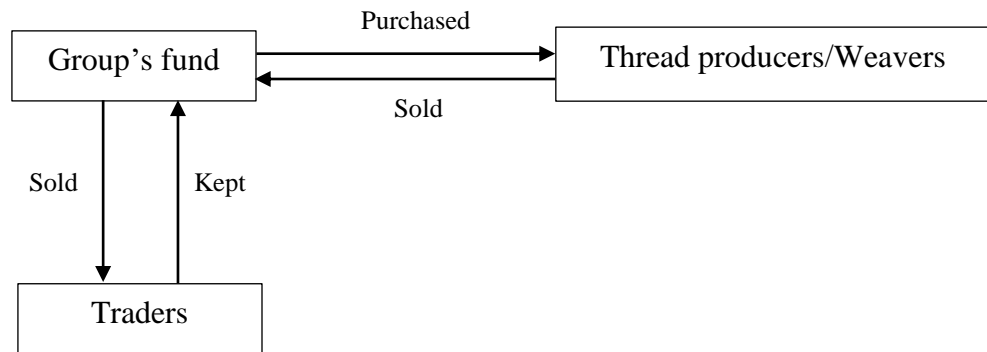 Purchased
Group’s fund
Thread producers/Weavers
Sold
Sold
Kept
Traders